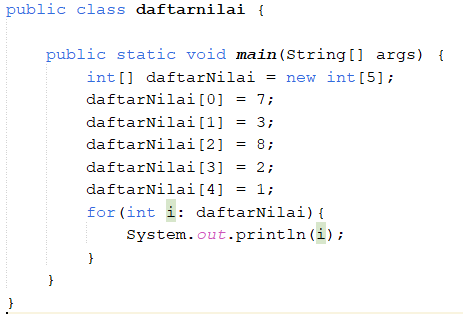 public class daftarnilai {
public static void main(String[] args) {
int[] daftarNilai = new int[5];
daftarNilai[0] = 7;
daftarNilai[1] = 3;
daftarNilai[2] = 8;
daftarNilai[3] = 2;
daftarNilai[4] = 1;
for(int i: daftarNilai){
System.out.println(i);
}
}
}